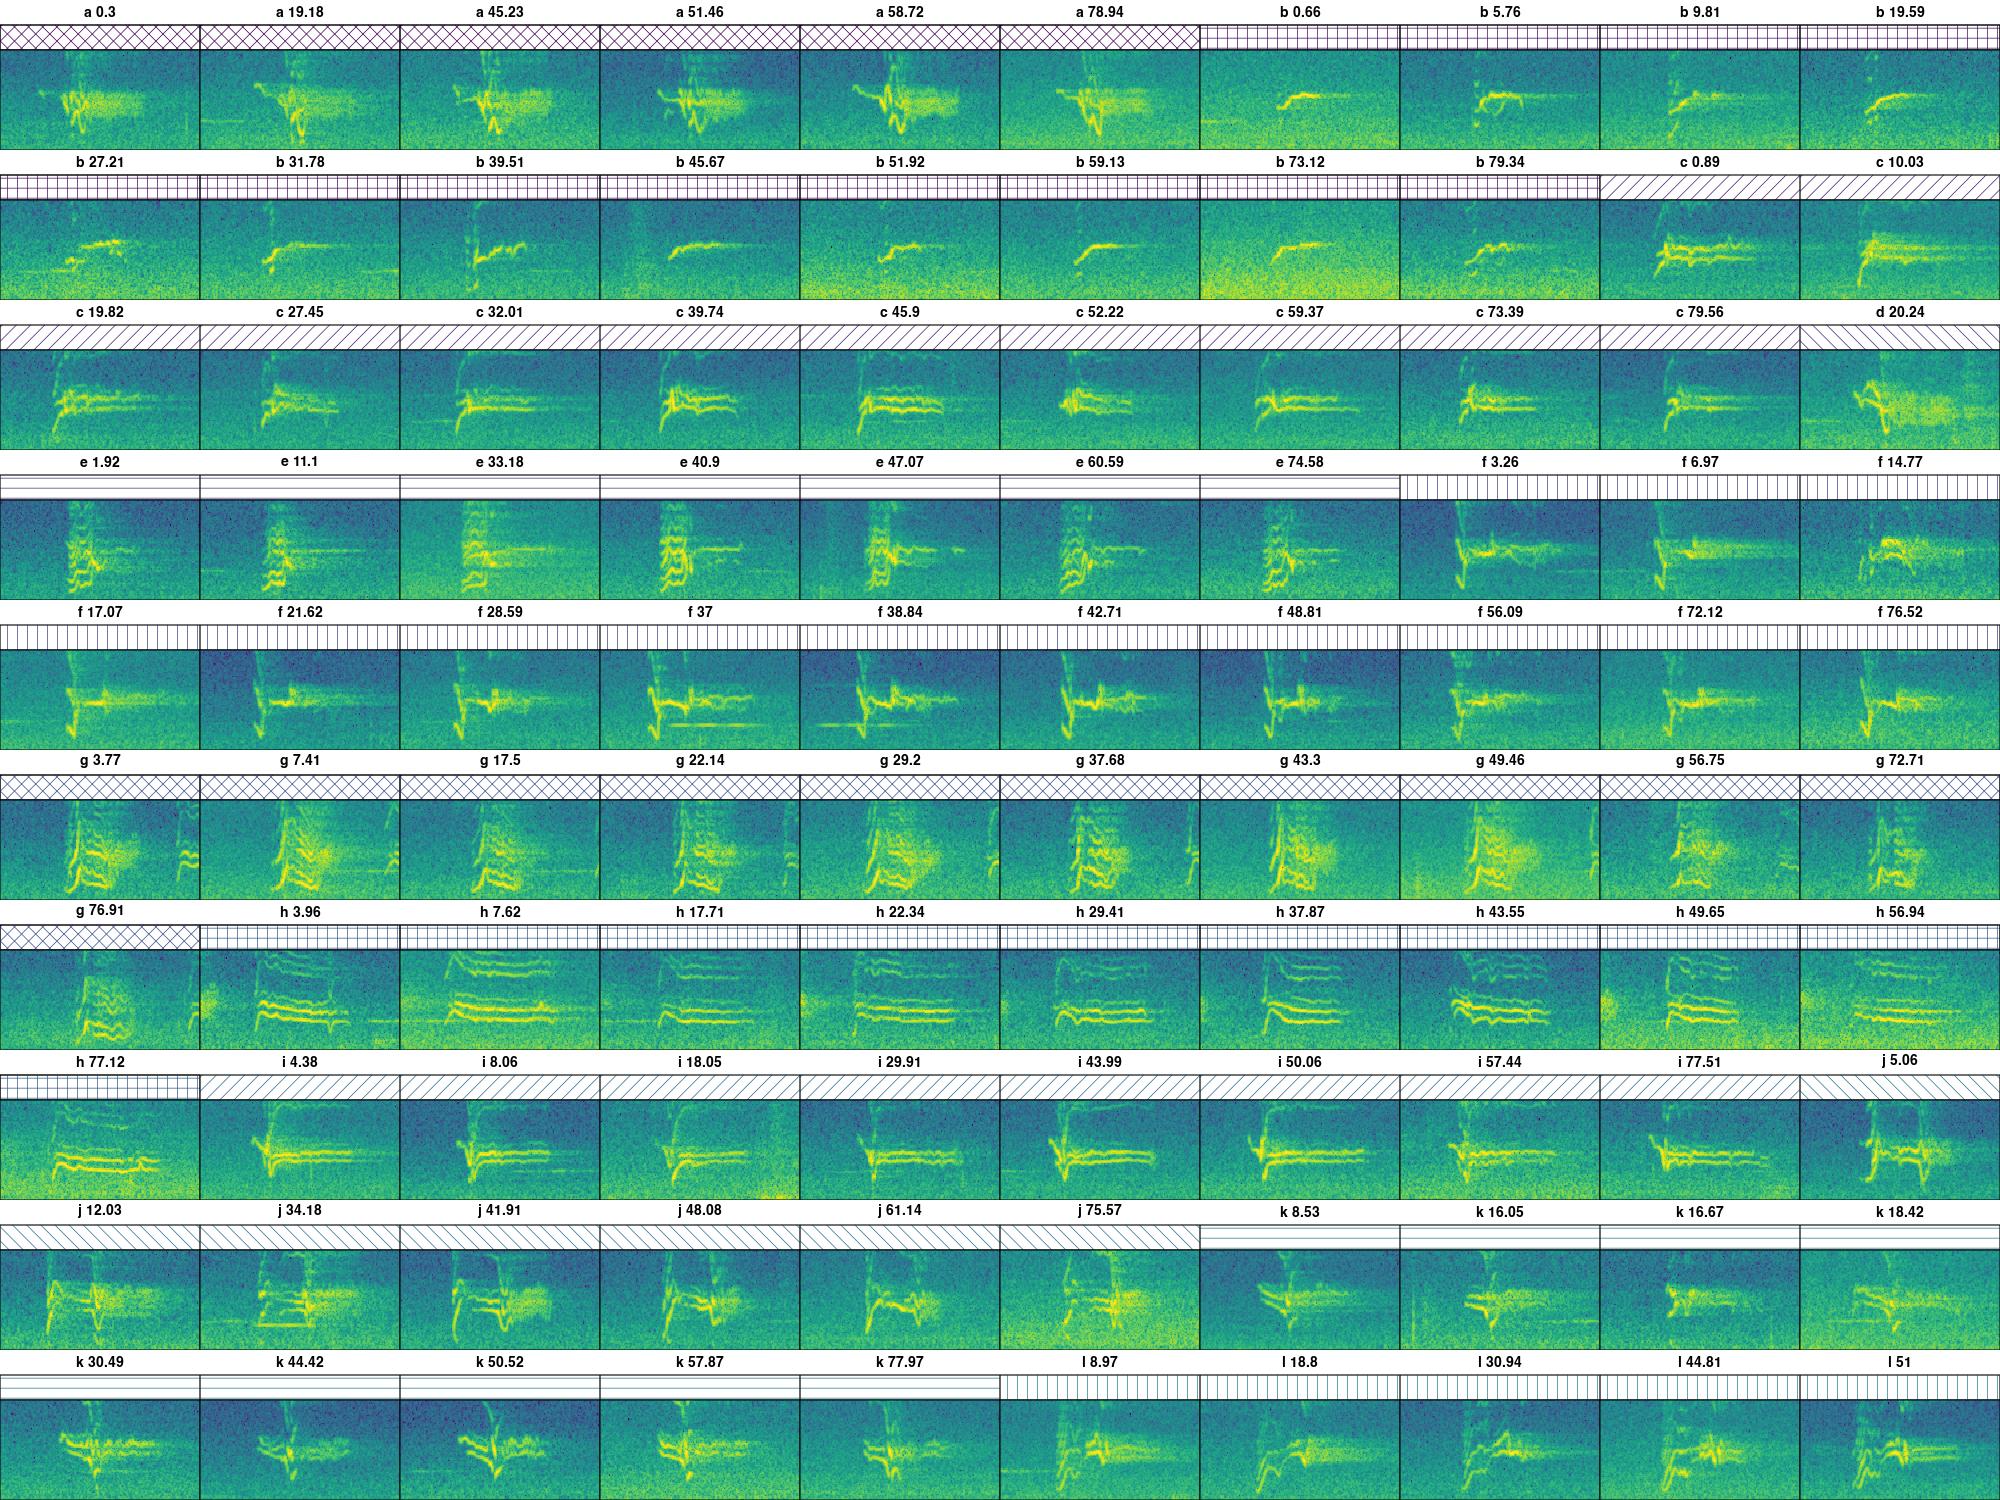 a 0.3 a 19.18 a 45.23 a 51.46 a 58.72 a 78.94 b 0.66 b 5.76 b 9.81 b 19.59
b 27.21 b 31.78 b 39.51 b 45.67 b 51.92 b 59.13 b 73.12 b 79.34 c 0.89 c 10.03
c 19.82 c 27.45 c 32.01 c 39.74 c 45.9 c 52.22 c 59.37 c 73.39 c 79.56 d 20.24
e 1.92 e 11.1 e 33.18 e 40.9 e 47.07 e 60.59 e 74.58 f 3.26 f 6.97 f 14.77
f 17.07 f 21.62 f 28.59 f 37 f 38.84 f 42.71 f 48.81 f 56.09 f 72.12 f 76.52
g 3.77 g 7.41 g 17.5 g 22.14 g 29.2 g 37.68 g 43.3 g 49.46 g 56.75 g 72.71
g 76.91 h 3.96 h 7.62 h 17.71 h 22.34 h 29.41 h 37.87 h 43.55 h 49.65 h 56.94
h 77.12 i 4.38 i 8.06 i 18.05 i 29.91 i 43.99 i 50.06 i 57.44 i 77.51 j 5.06
j 12.03 j 34.18 j 41.91 j 48.08 j 61.14 j 75.57 k 8.53 k 16.05 k 16.67 k 18.42
k 30.49 k 44.42 k 50.52 k 57.87 k 77.97 l 8.97 l 18.8 l 30.94 l 44.81 l 51